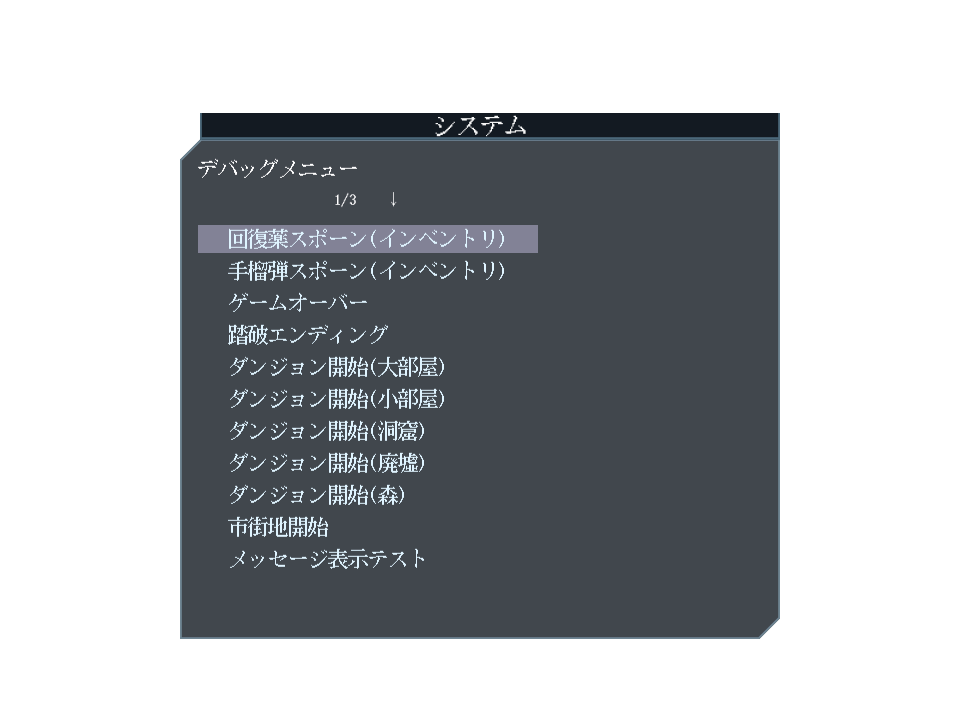 システム
デバッグメニュー
1/3 ↓
回復薬スポーン(インベントリ)
手榴弾スポーン(インベントリ)
ゲームオーバー
踏破エンディング
ダンジョン開始(大部屋)
ダンジョン開始(小部屋)
ダンジョン開始(洞窟)
ダンジョン開始(廃墟)
ダンジョン開始(森)
市街地開始
メッセージ表示テスト